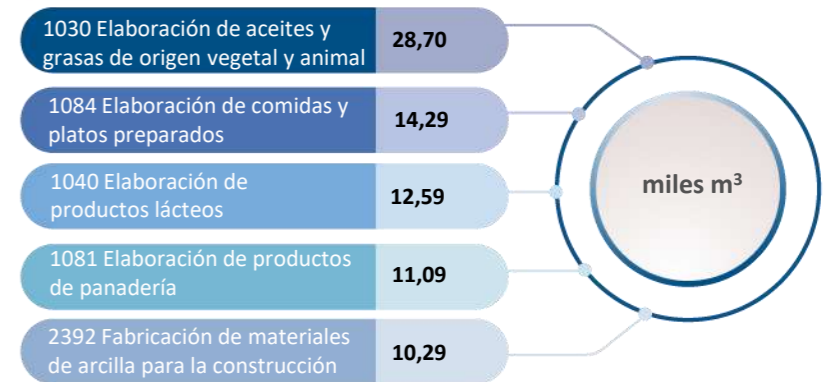 1030 Elaboración de aceites y
grasas de origen vegetal y animal
28,70
1084 Elaboración de comidas y
platos preparados
14,29
1040 Elaboración de
productos lácteos
12,59
1081 Elaboración de productos
de panadería
11,09
2392 Fabricación de materiales
de arcilla para la construcción
10,29
miles m³